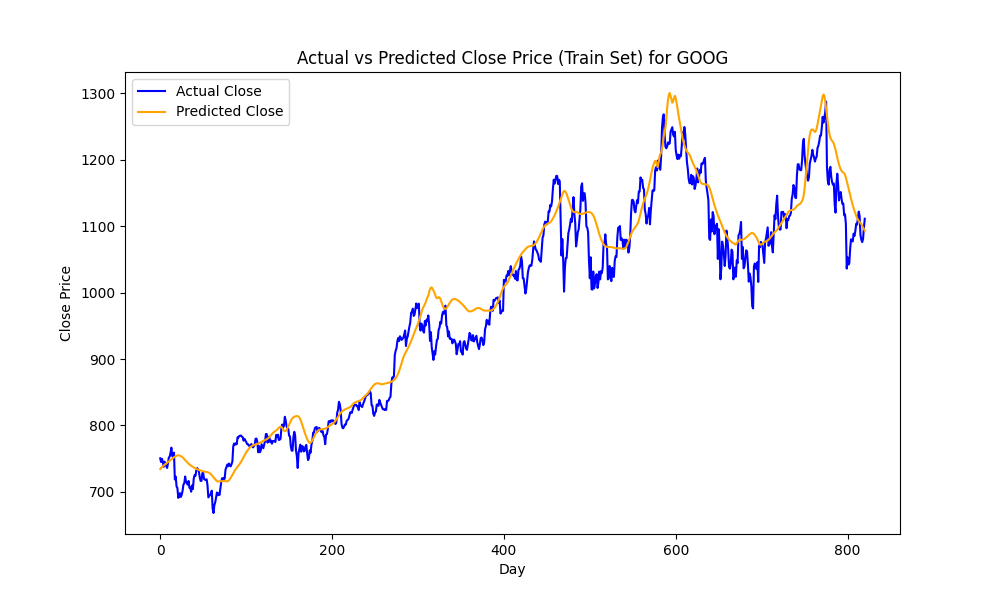 Actual vs Predicted Close Price (Train Set) for GOOG
Actual Close
Predicted Close
1300
1200
1100
1000
900
800
700
Close Price
0 200 400 600 800
Day